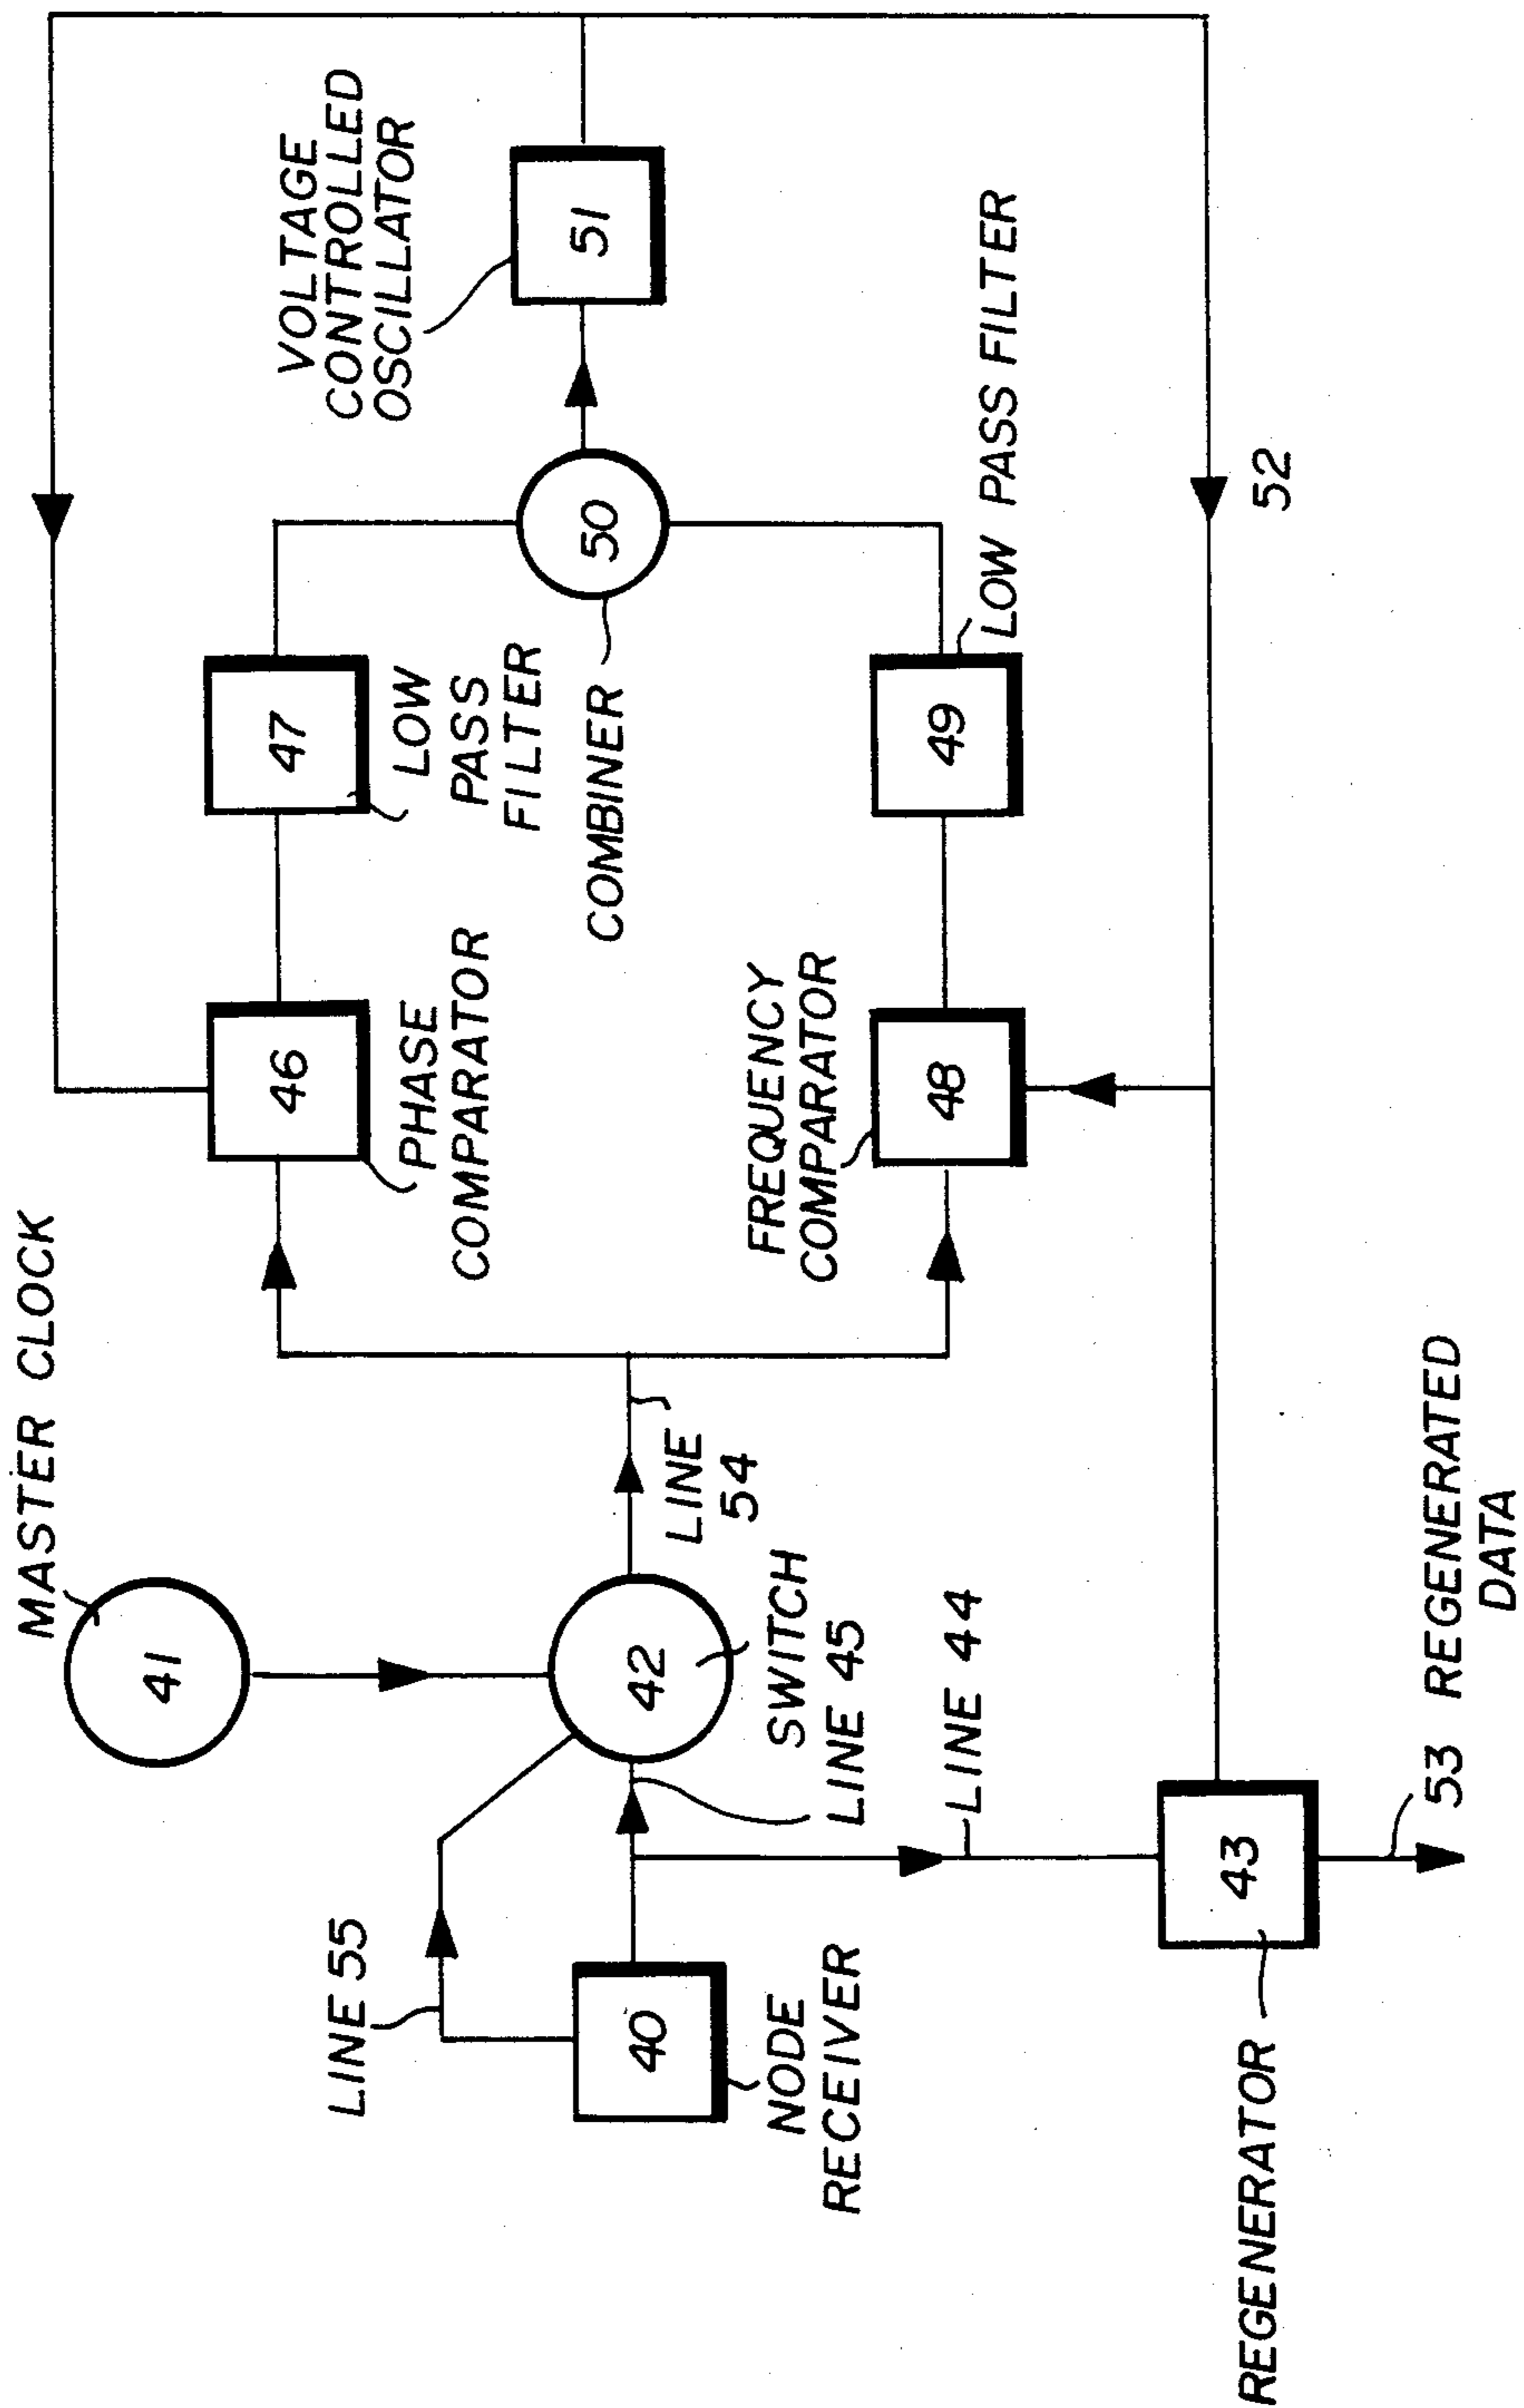 MASTER CLOCK
41
LINE 55
40
NODE
RECEIVER
42
SWITCH
LINE 45
LINE 44
LINE
54
46
PHASE
COMPARATOR
47
LOW
PASS
FILTER
VOLTAGE
CONTROLLED
OSCILLATOR
51
50
COMBINER
FREQUENCY
COMPARATOR
48
49
LOW PASS FILTER
52
REGENERATOR
43
53 REGENERATED
DATA